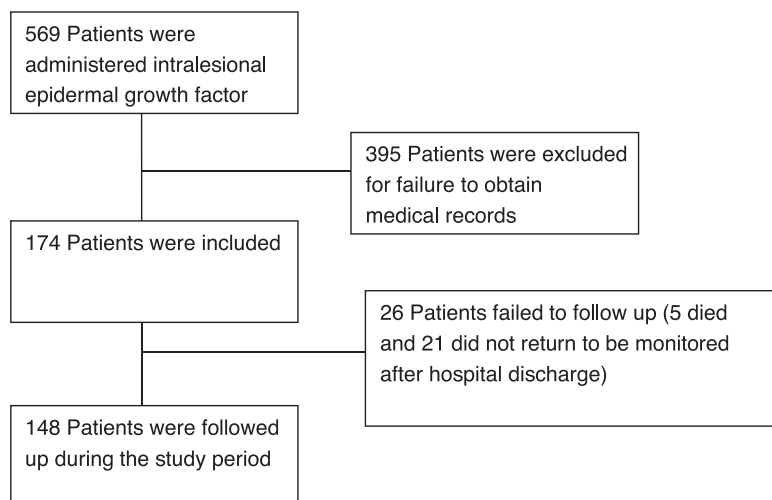 569 Patients were
administered intralesional
epidermal growth factor
395 Patients were excluded
for failure to obtain
medical records
174 Patients were included
26 Patients failed to follow up (5 died
and 21 did not return to be monitored
after hospital discharge)
148 Patients were followed
up during the study period